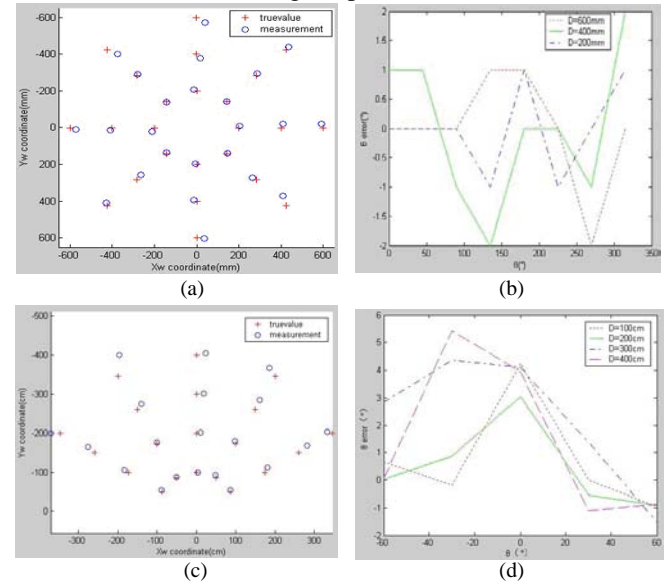 + truevalue
o measurement
-600
-400
-200
0
200
400
600
Yw coordinate(mm)
-600 -400 -200 0 200 400 600
Xw coordinate(mm)
(a)
D=600mm
D=400mm
D=200mm
2
1.5
1
0.5
0
-0.5
-1
-1.5
-2
θ error(°)
0 50 100 150 200 250 300 350
θ(°)
(b)
+ truevalue
o measurement
-500
-400
-300
-200
-100
0
Yw coordinate(cm)
-300 -200 -100 0 100 200 300
Xw coordinate(cm)
(c)
D=100cm
D=200cm
D=300cm
D=400cm
6
5
4
3
2
1
0
-1
-2
θ error (°)
-60 -40 -20 0 20 40 60
θ (°)
(d)